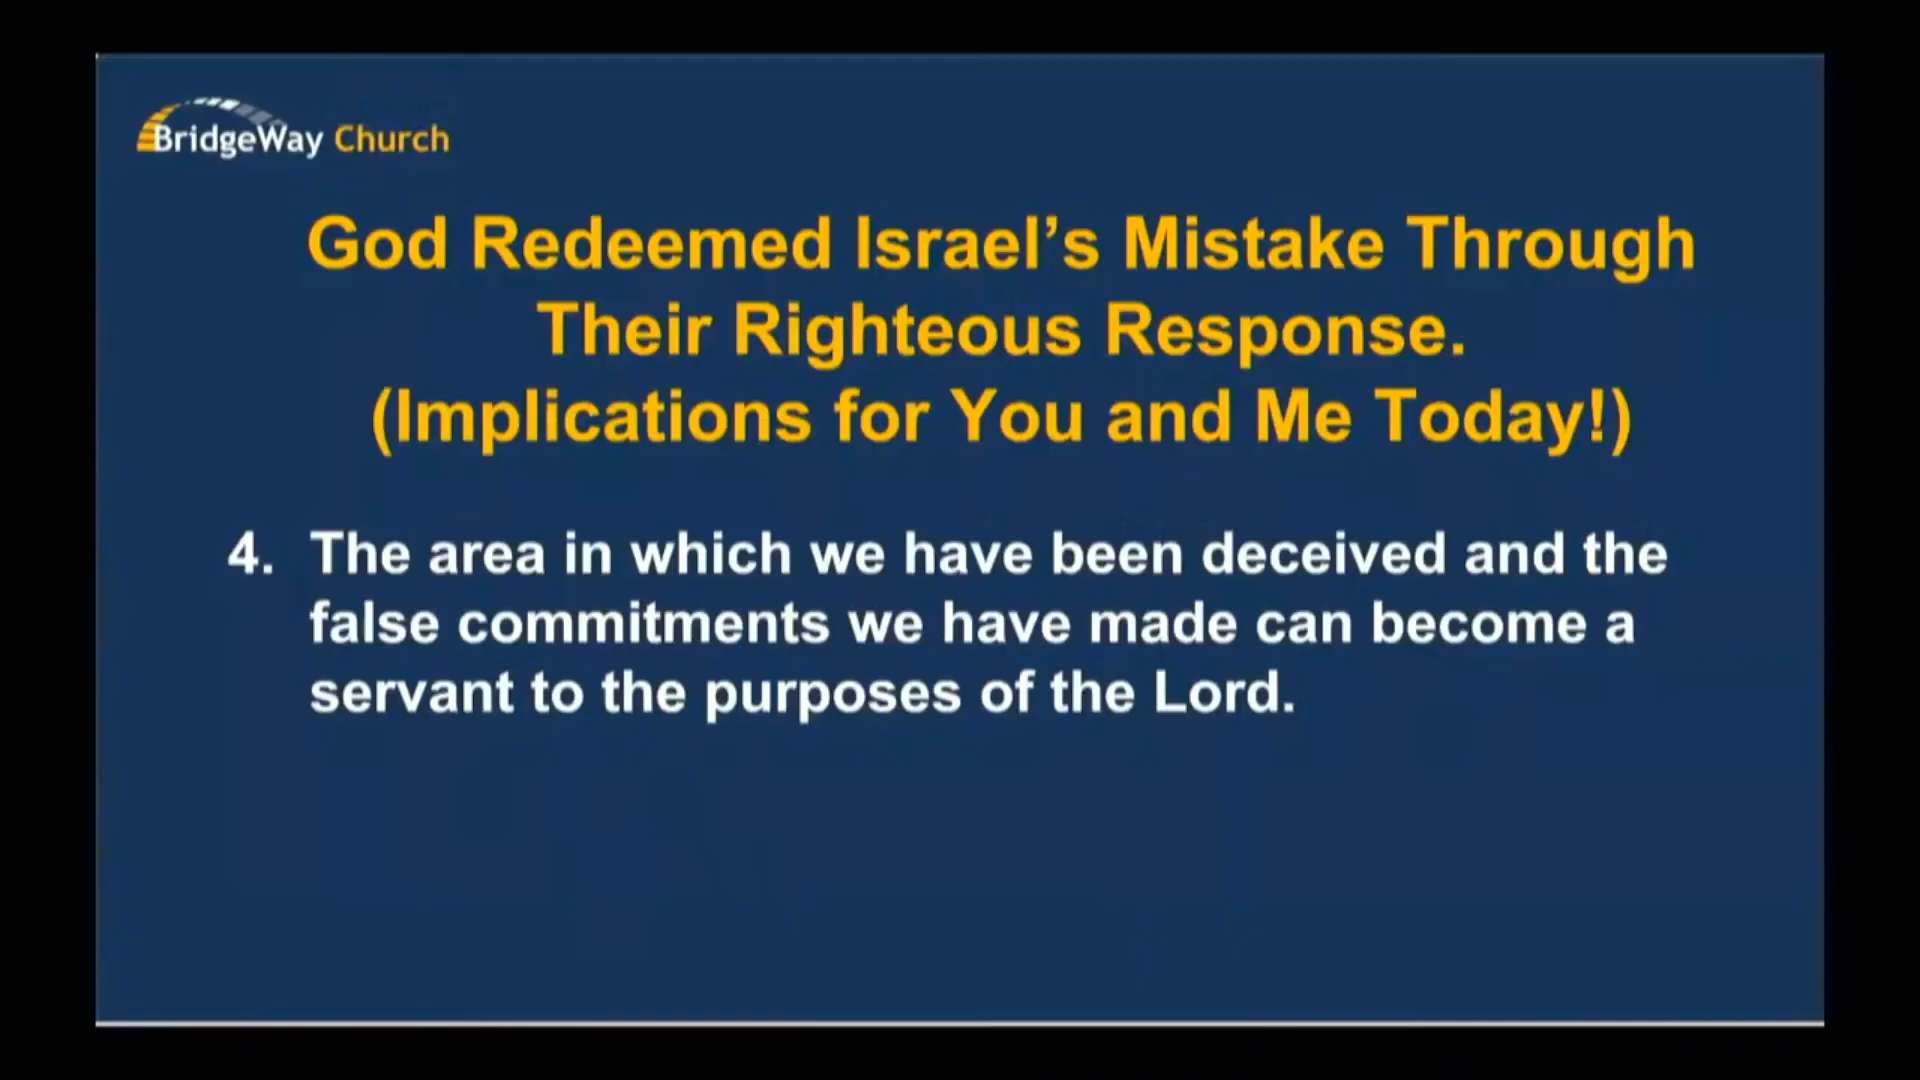 BridgeWay Church
God Redeemed Israel’s Mistake Through
Their Righteous Response.
(Implications for You and Me Today!)
4. The area in which we have been deceived and the
false commitments we have made can become a
servant to the purposes of the Lord.